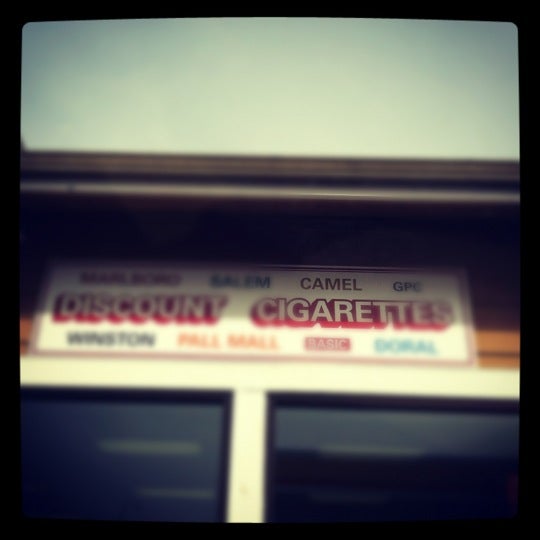 MARLBORO SALEM CAMEL GPC
DISCOUNT CIGARETTES
WINSTON PALL MALL BASIC DORAL